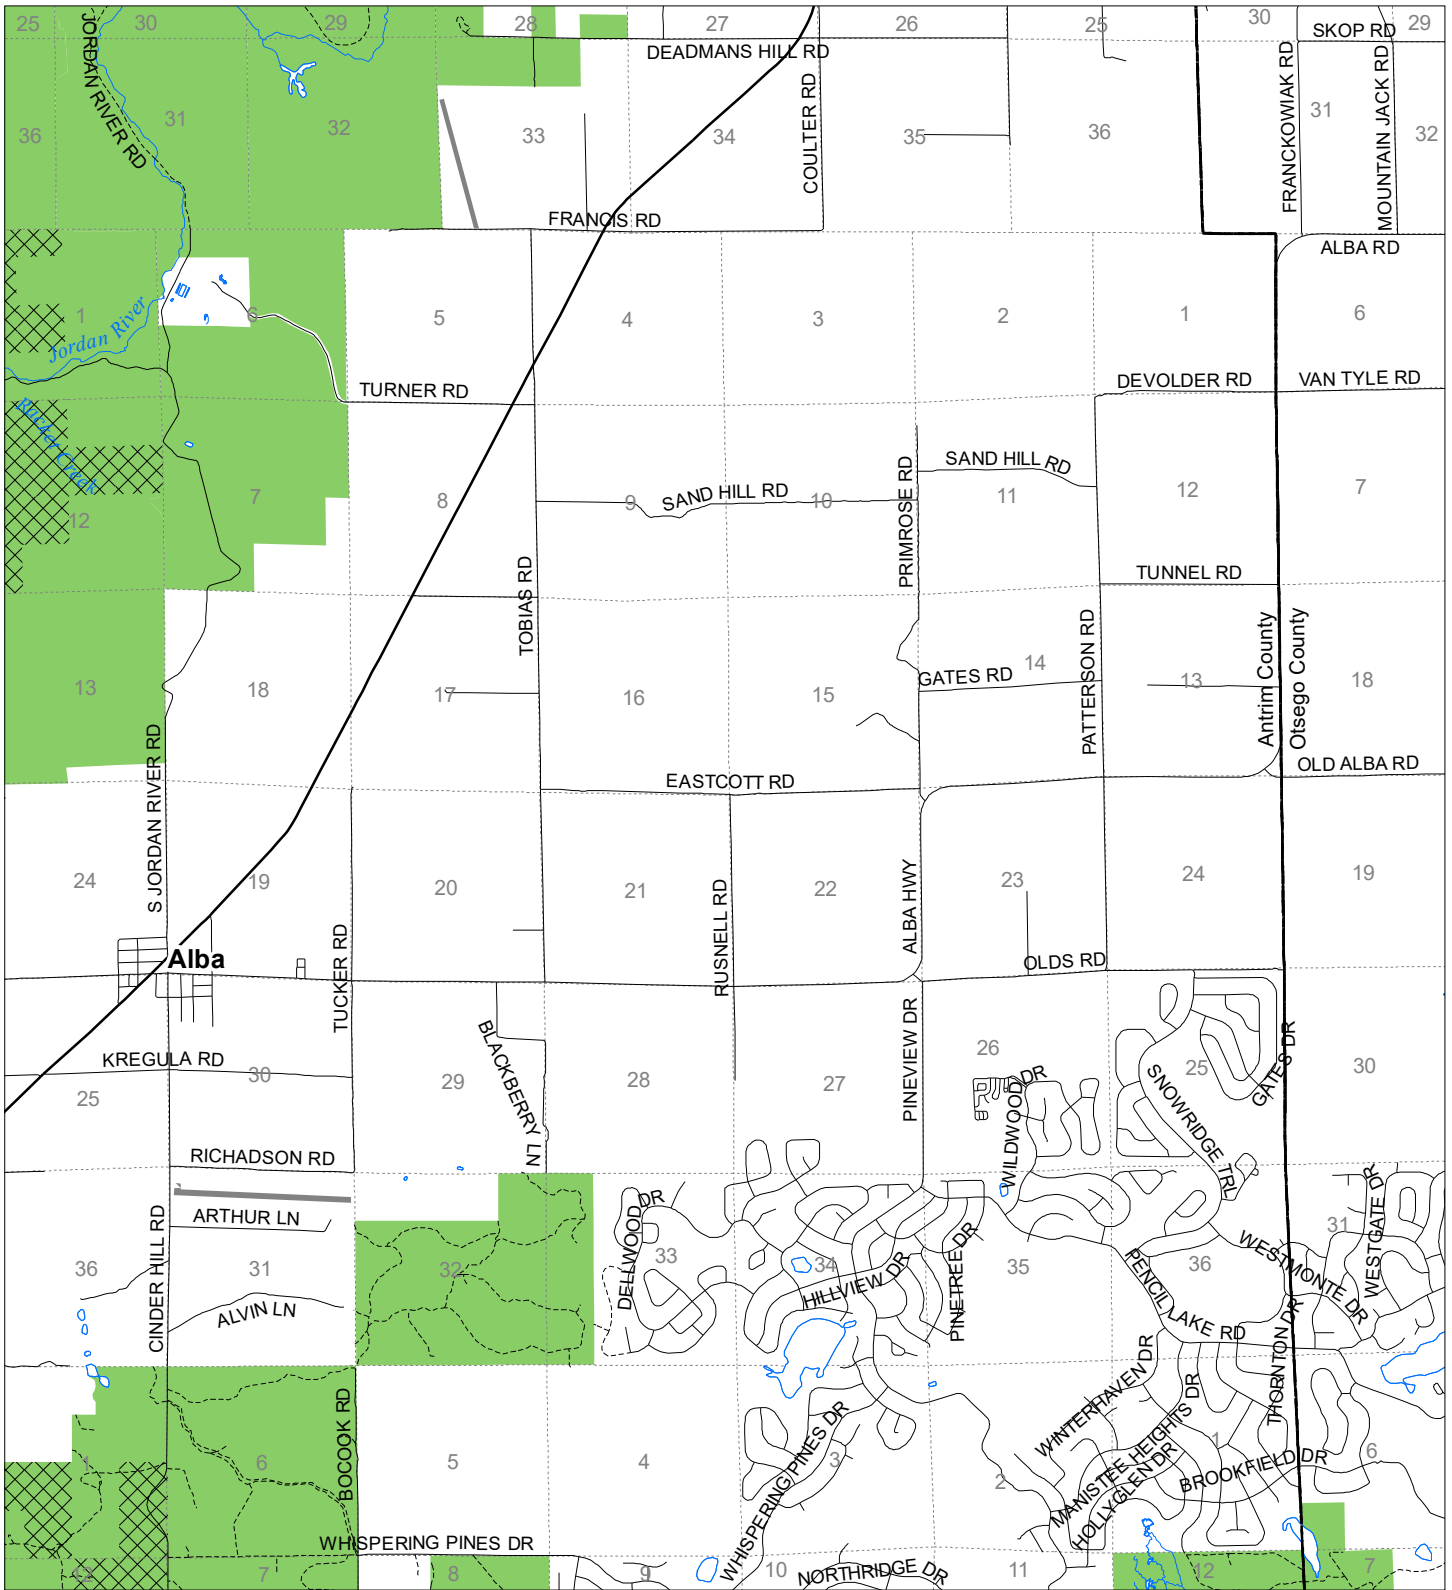 25
30
29
28
27
26
25
30
SKOP RD
29
DEADMANS HILL RD
JORDAN RIVER RD
COULTER RD
FRANCKOWIAK RD
MOUNTAIN JACK RD
36
31
32
33
34
35
36
31
32
FRANCIS RD
ALBA RD
1
Jordan River
6
5
4
3
2
1
6
TURNER RD
DEVOLDER RD
VAN TYLE RD
Racket Creek
SAND HILL RD
SAND HILL RD
PRIMROSE RD
12
7
8
9
10
11
12
7
TOBIAS RD
TUNNEL RD
PATTERSON RD
Antrim County
Otsego County
GATES RD
13
18
17
16
15
14
13
18
S JORDAN RIVER RD
EASTCOTT RD
OLD ALBA RD
24
19
20
21
22
23
24
19
TUCKER RD
RUSNELL RD
ALBA HWY
Alba
OLDS RD
KREGULA RD
BLACKBERRY LN
PINEVIEW DR
WILDWOOD DR
SNOWRIDGE TRL
GATES DR
25
30
29
28
27
26
25
30
RICHADSON RD
ARTHUR LN
CINDER HILL RD
ALVIN LN
DELLWOOD DR
HILLVIEW DR
PINETREE DR
PENCIL LAKE RD
WESTMONTE DR
WESTGATE DR
THORNTON DR
36
31
32
33
34
35
36
31
BOCOOK RD
WHISPERING PINES DR
WHISPERING PINES DR
WINTERHAVEN DR
MANISTEE HEIGHTS DR
HOLLYGLEN DR
BROOKFIELD DR
1
6
5
4
3
2
1
6
NORTHRIDGE DR
12
7
8
9
10
11
12
7